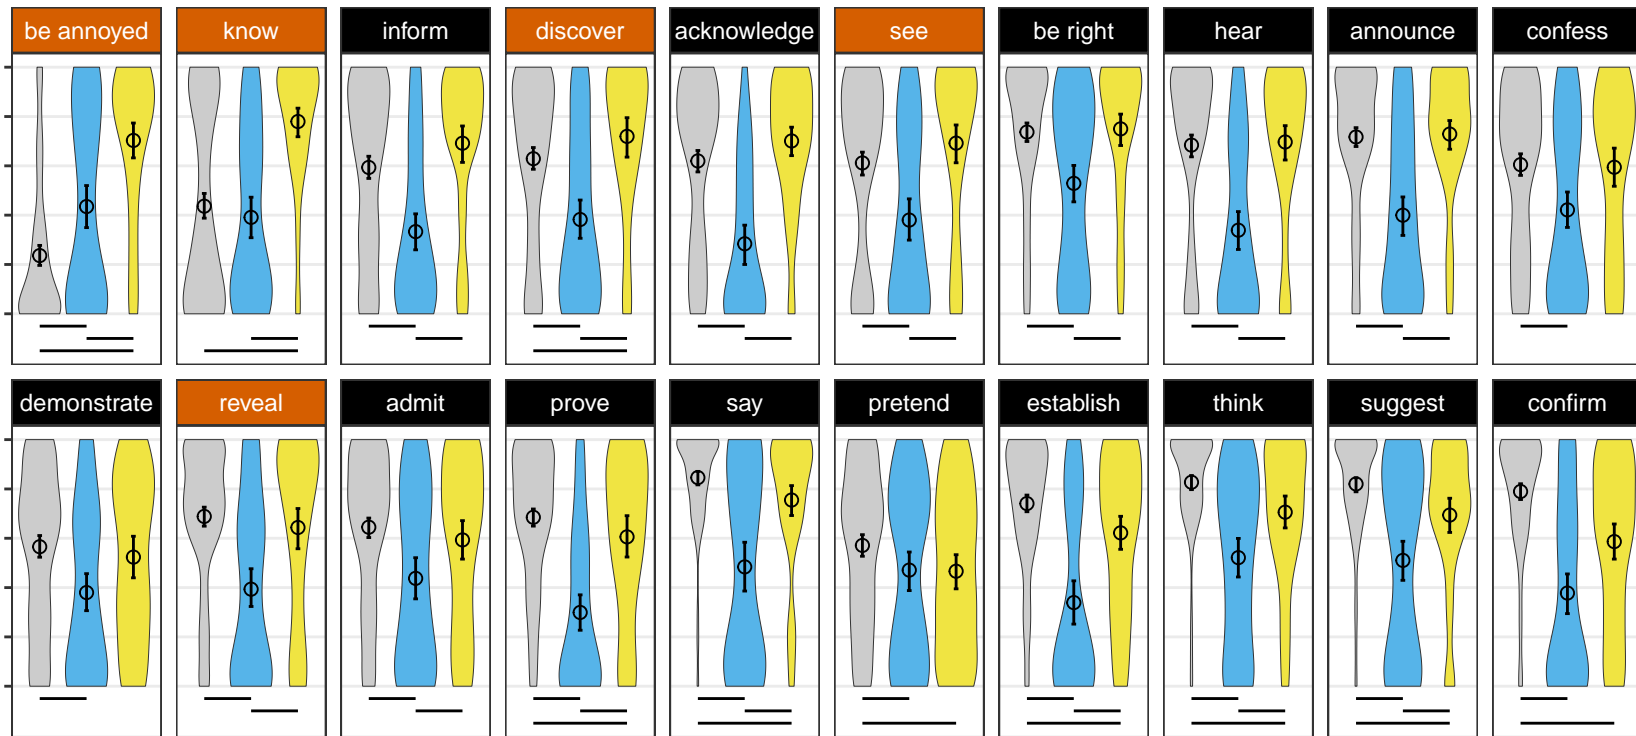 be annoyed know inform discover acknowledge see be right hear announce confess
demonstrate reveal admit prove say pretend establish think suggest confirm